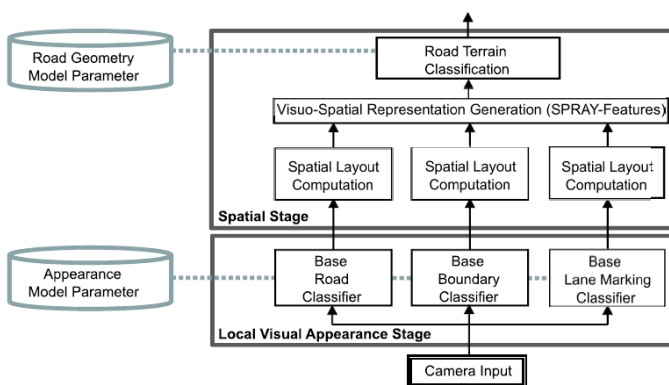 Road Geometry
Model Parameter
Road Terrain
Classification
Visuo-Spatial Representation Generation (SPRAY-Features)
Spatial Layout
Computation
Spatial Layout
Computation
Spatial Layout
Computation
Spatial Stage
Appearance
Model Parameter
Base
Road
Classifier
Base
Boundary
Classifier
Base
Lane Marking
Classifier
Local Visual Appearance Stage
Camera Input